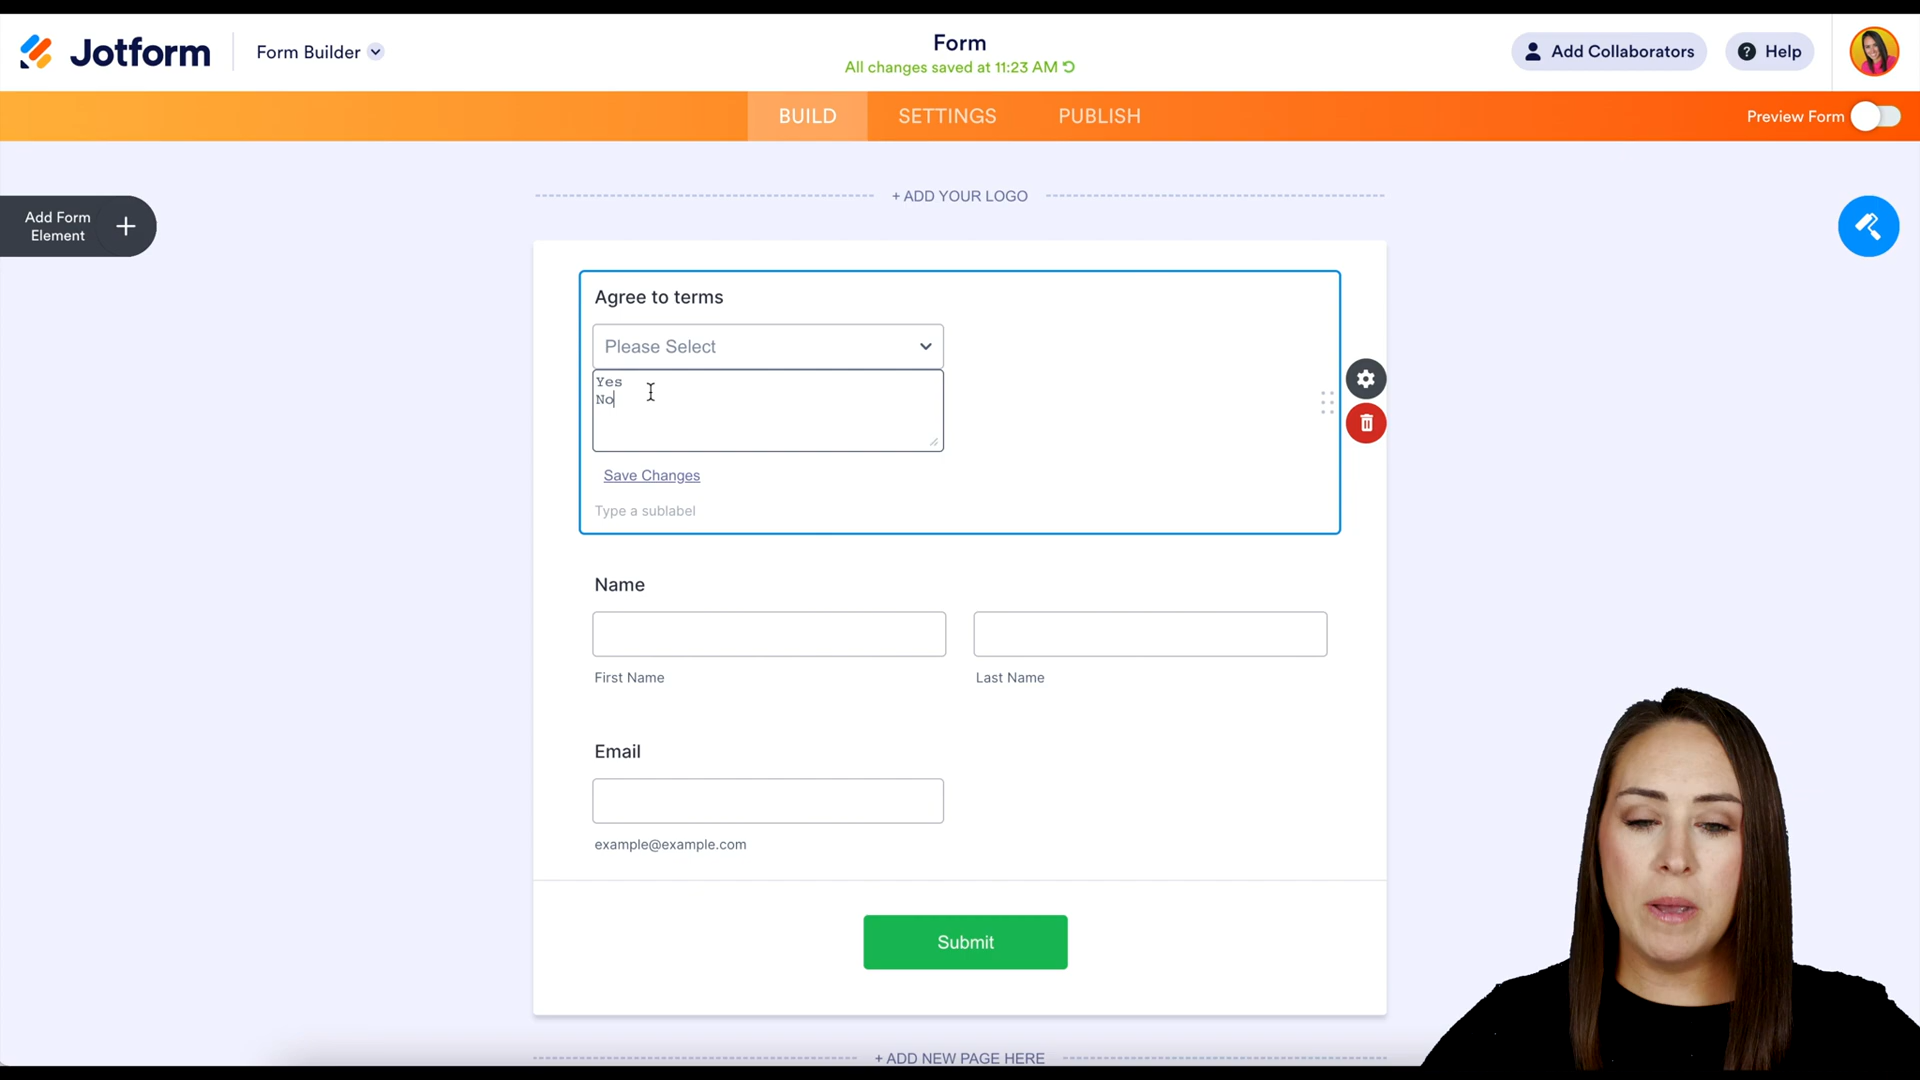 Jotform
Form Builder
Form
All changes saved at 11:23 AM
Add Collaborators
Help
BUILD
SETTINGS
PUBLISH
Preview Form
+ ADD YOUR LOGO
Add Form
Element
Agree to terms
Please Select
Yes
No
Save Changes
Type a sublabel
Name
First Name
Last Name
Email
example@example.com
Submit
+ ADD NEW PAGE HERE